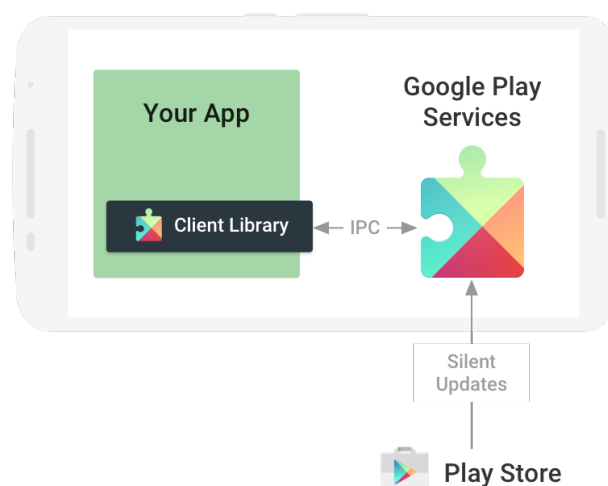 Your App
Google Play
Services
Client Library
IPC
Silent
Updates
Play Store